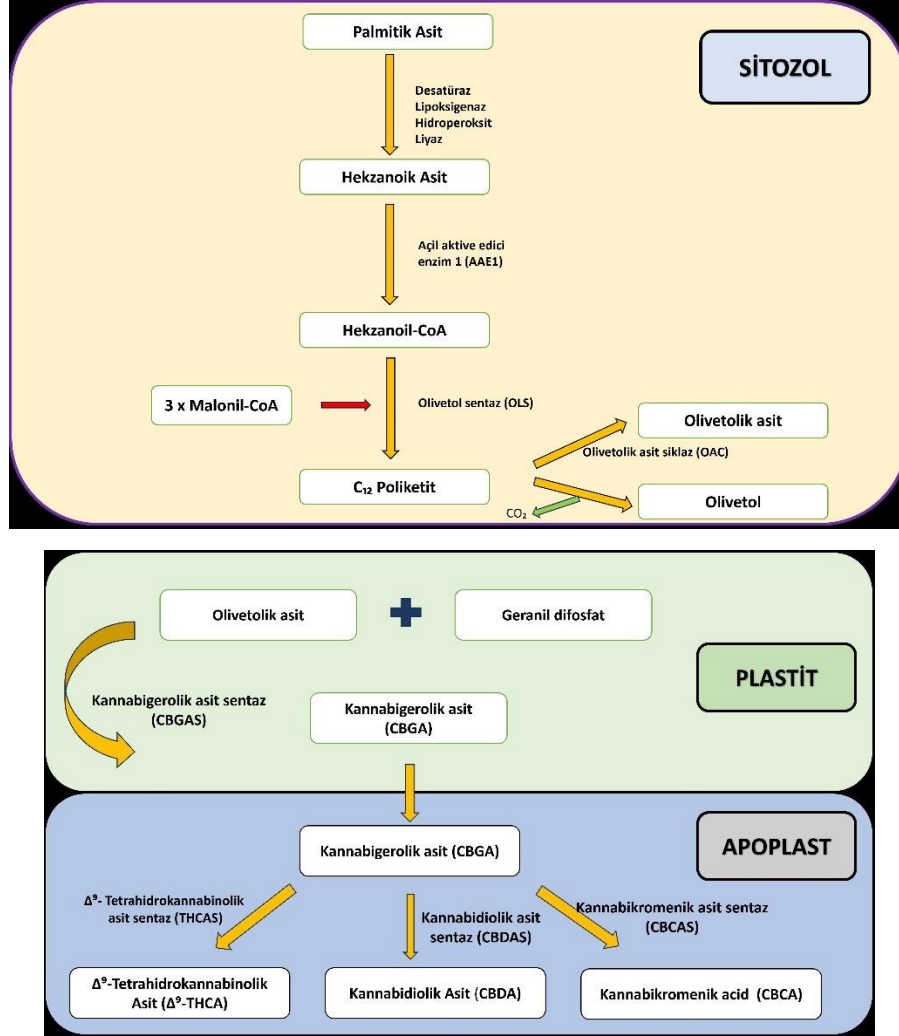 Palmitik Asit
SİTOZOL
Desatüraz
Lipoksigenaz
Hidroperoksit
Liyaz
Hekzanoik Asit
Açil aktive edici
enzim 1 (AAE1)
Hekzanoil-CoA
3 x Malonil-CoA
Olivetol sentaz (OLS)
Olivetolik asit
Olivetolik asit siklaz (OAC)
C₁₂ Poliketit
Olivetol
CO₂
Olivetolik asit
Geranil difosfat
PLASTİT
Kannabigerolik asit sentaz
(CBGAS)
Kannabigerolik asit
(CBGA)
APOPLAST
Kannabigerolik asit (CBGA)
Δ⁹- Tetrahidrokannabinolik
asit sentaz (THCAS)
Kannabidiolik asit
sentaz (CBDAS)
Kannabikromenik asit sentaz
(CBCAS)
Δ⁹-Tetrahidrokannabinolik
Asit (Δ⁹-THCA)
Kannabidiolik Asit (CBDA)
Kannabikromenik acid (CBCA)